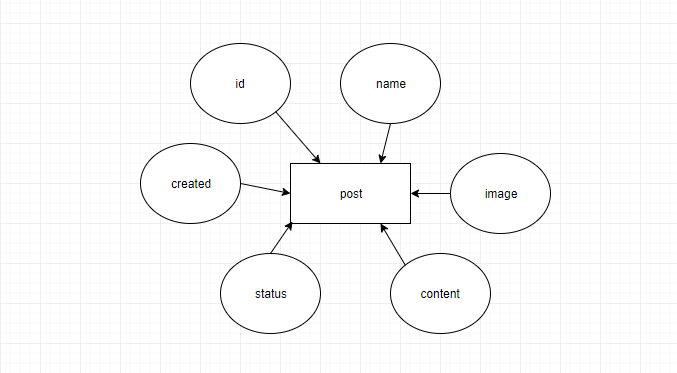 id
name
created
post
image
status
content